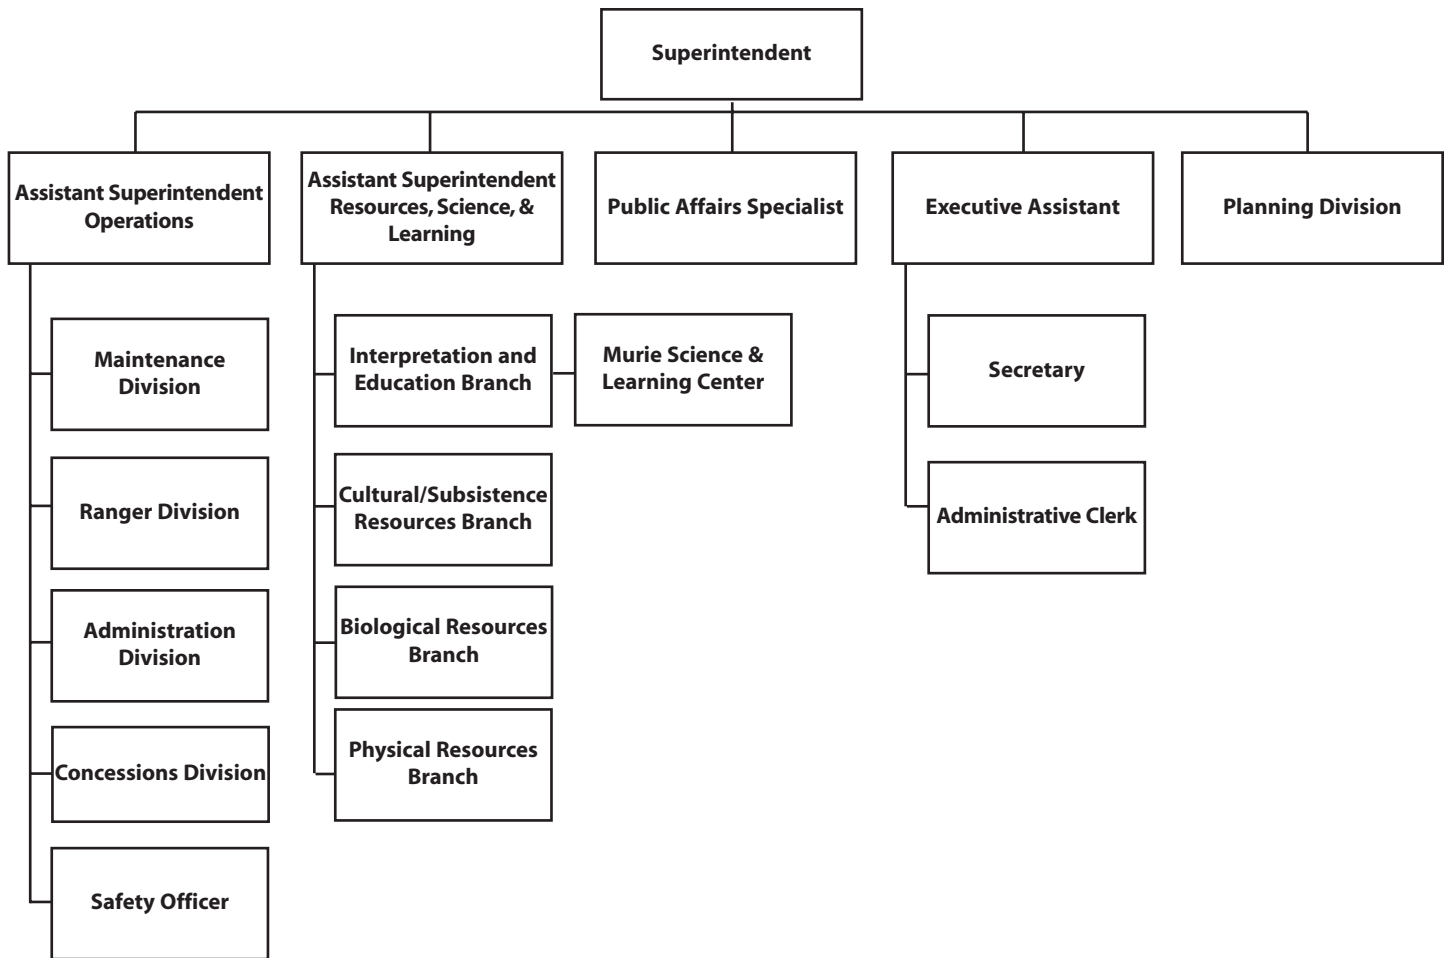 Superintendent
Assistant Superintendent
Operations
Assistant Superintendent
Resources, Science, &
Learning
Public Affairs Specialist
Executive Assistant
Planning Division
Maintenance
Division
Interpretation and
Education Branch
Murie Science &
Learning Center
Secretary
Ranger Division
Cultural/Subsistence
Resources Branch
Administrative Clerk
Administration
Division
Biological Resources
Branch
Concessions Division
Physical Resources
Branch
Safety Officer